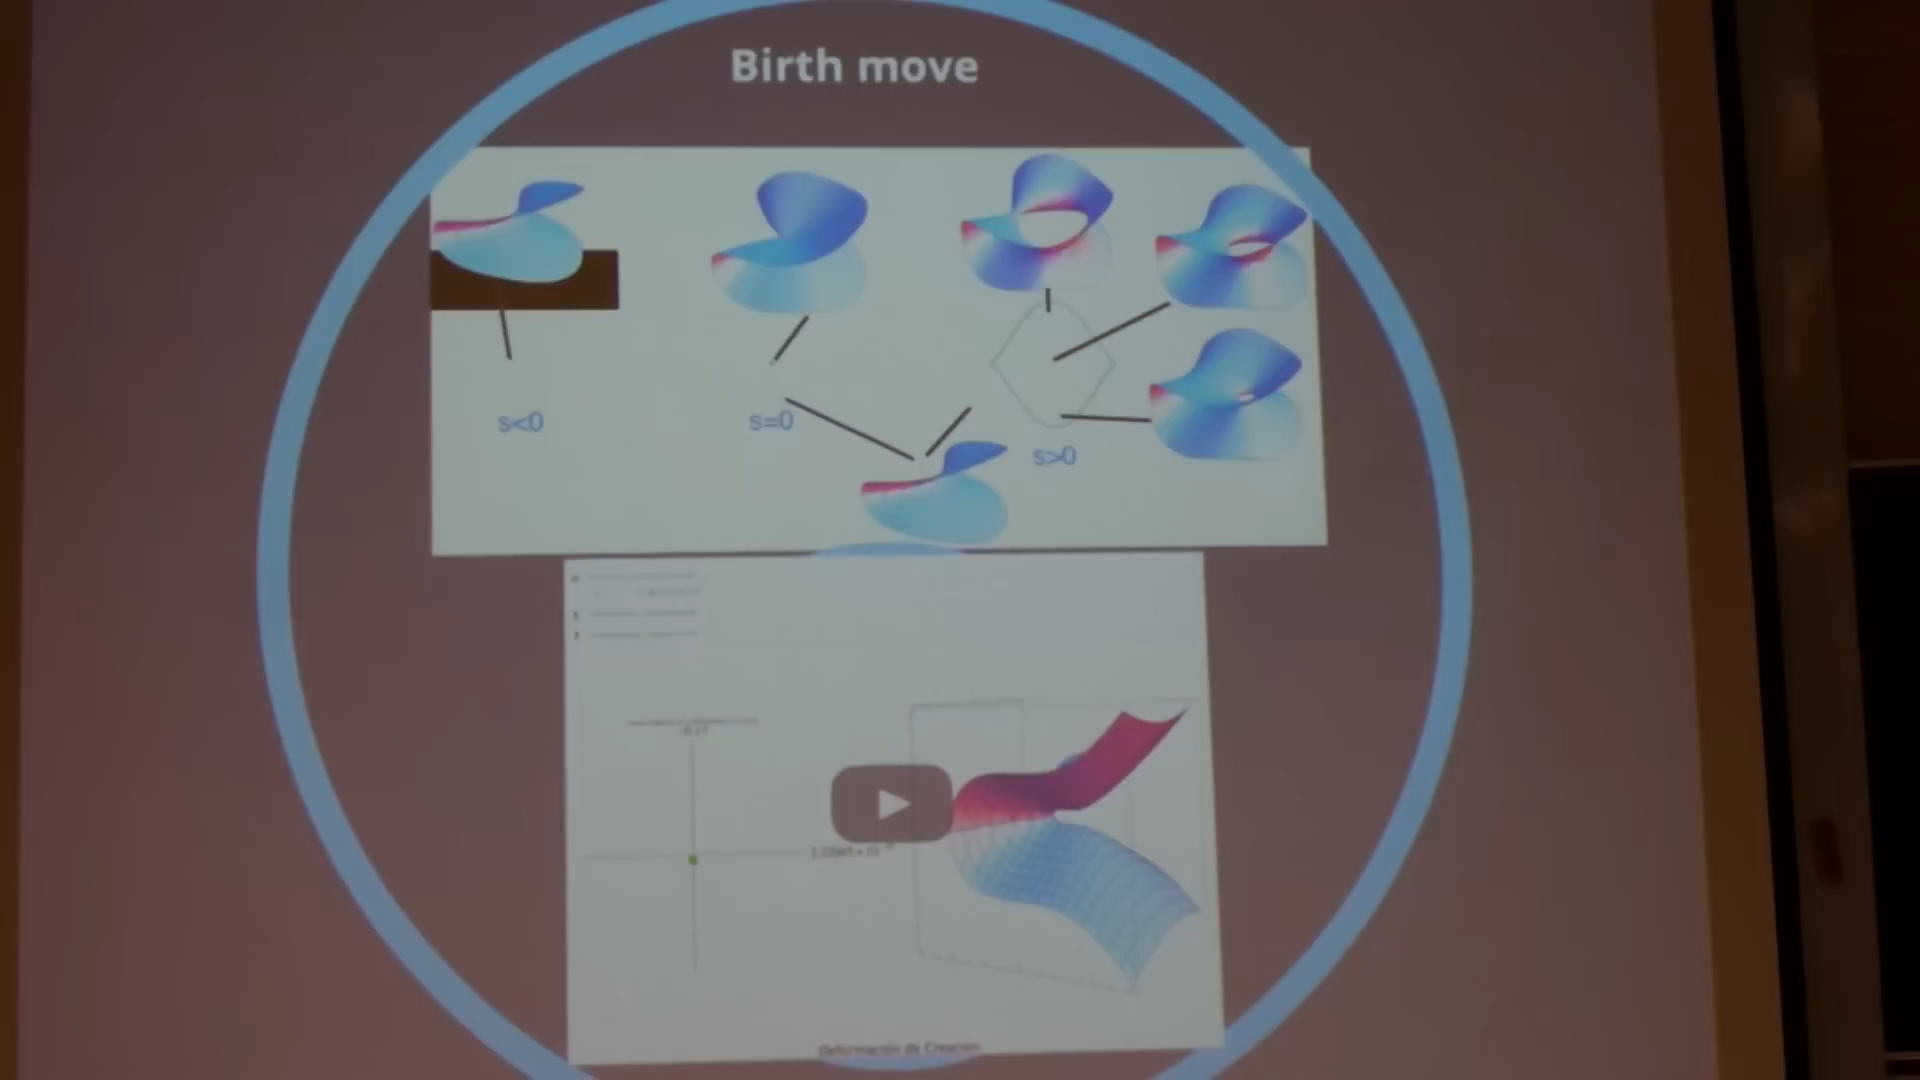 Birth move
s<0
s=0
s>0
Deformación de Creación